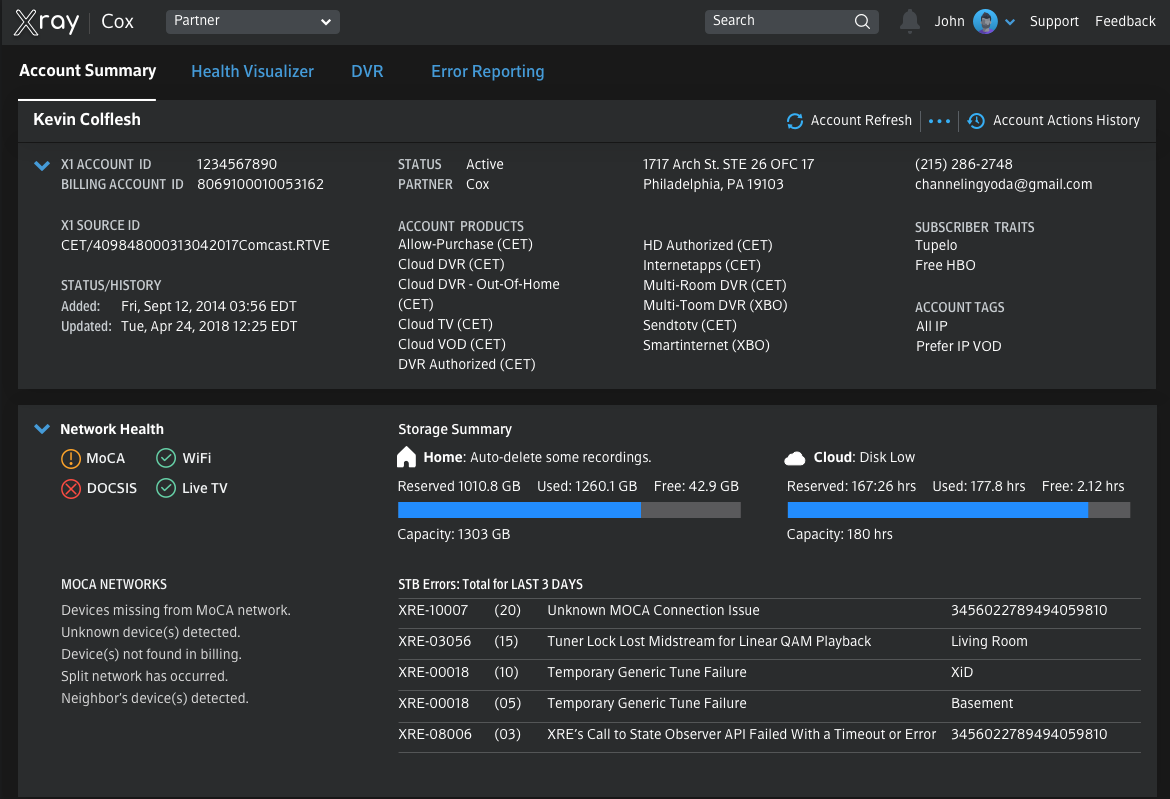 Xray Cox Partner Search John Support Feedback
Account Summary Health Visualizer DVR Error Reporting
Kevin Colflesh Account Refresh Account Actions History
X1 ACCOUNT ID 1234567890
BILLING ACCOUNT ID 8069100010053162
X1 SOURCE ID
CET/409848000313042017Comcast.RTVE
STATUS/HISTORY
Added: Fri, Sept 12, 2014 03:56 EDT
Updated: Tue, Apr 24, 2018 12:25 EDT
STATUS Active
PARTNER Cox
ACCOUNT PRODUCTS
Allow-Purchase (CET)
Cloud DVR (CET)
Cloud DVR - Out-Of-Home
(CET)
Cloud TV (CET)
Cloud VOD (CET)
DVR Authorized (CET)
1717 Arch St. STE 26 OFC 17
Philadelphia, PA 19103
HD Authorized (CET)
Internetapps (CET)
Multi-Room DVR (CET)
Multi-Toom DVR (XBO)
Sendtotv (CET)
Smartinternet (XBO)
(215) 286-2748
channelingyoda@gmail.com
SUBSCRIBER TRAITS
Tupelo
Free HBO
ACCOUNT TAGS
All IP
Prefer IP VOD
Network Health
MoCA WiFi
DOCSIS Live TV
Storage Summary
Home: Auto-delete some recordings.
Reserved 1010.8 GB Used: 1260.1 GB Free: 42.9 GB
Capacity: 1303 GB
Cloud: Disk Low
Reserved: 167:26 hrs Used: 177.8 hrs Free: 2.12 hrs
Capacity: 180 hrs
MOCA NETWORKS
Devices missing from MoCA network.
Unknown device(s) detected.
Device(s) not found in billing.
Split network has occurred.
Neighbor's device(s) detected.
STB Errors: Total for LAST 3 DAYS
XRE-10007 (20) Unknown MOCA Connection Issue 3456022789494059810
XRE-03056 (15) Tuner Lock Lost Midstream for Linear QAM Playback Living Room
XRE-00018 (10) Temporary Generic Tune Failure XiD
XRE-00018 (05) Temporary Generic Tune Failure Basement
XRE-08006 (03) XRE's Call to State Observer API Failed With a Timeout or Error 3456022789494059810